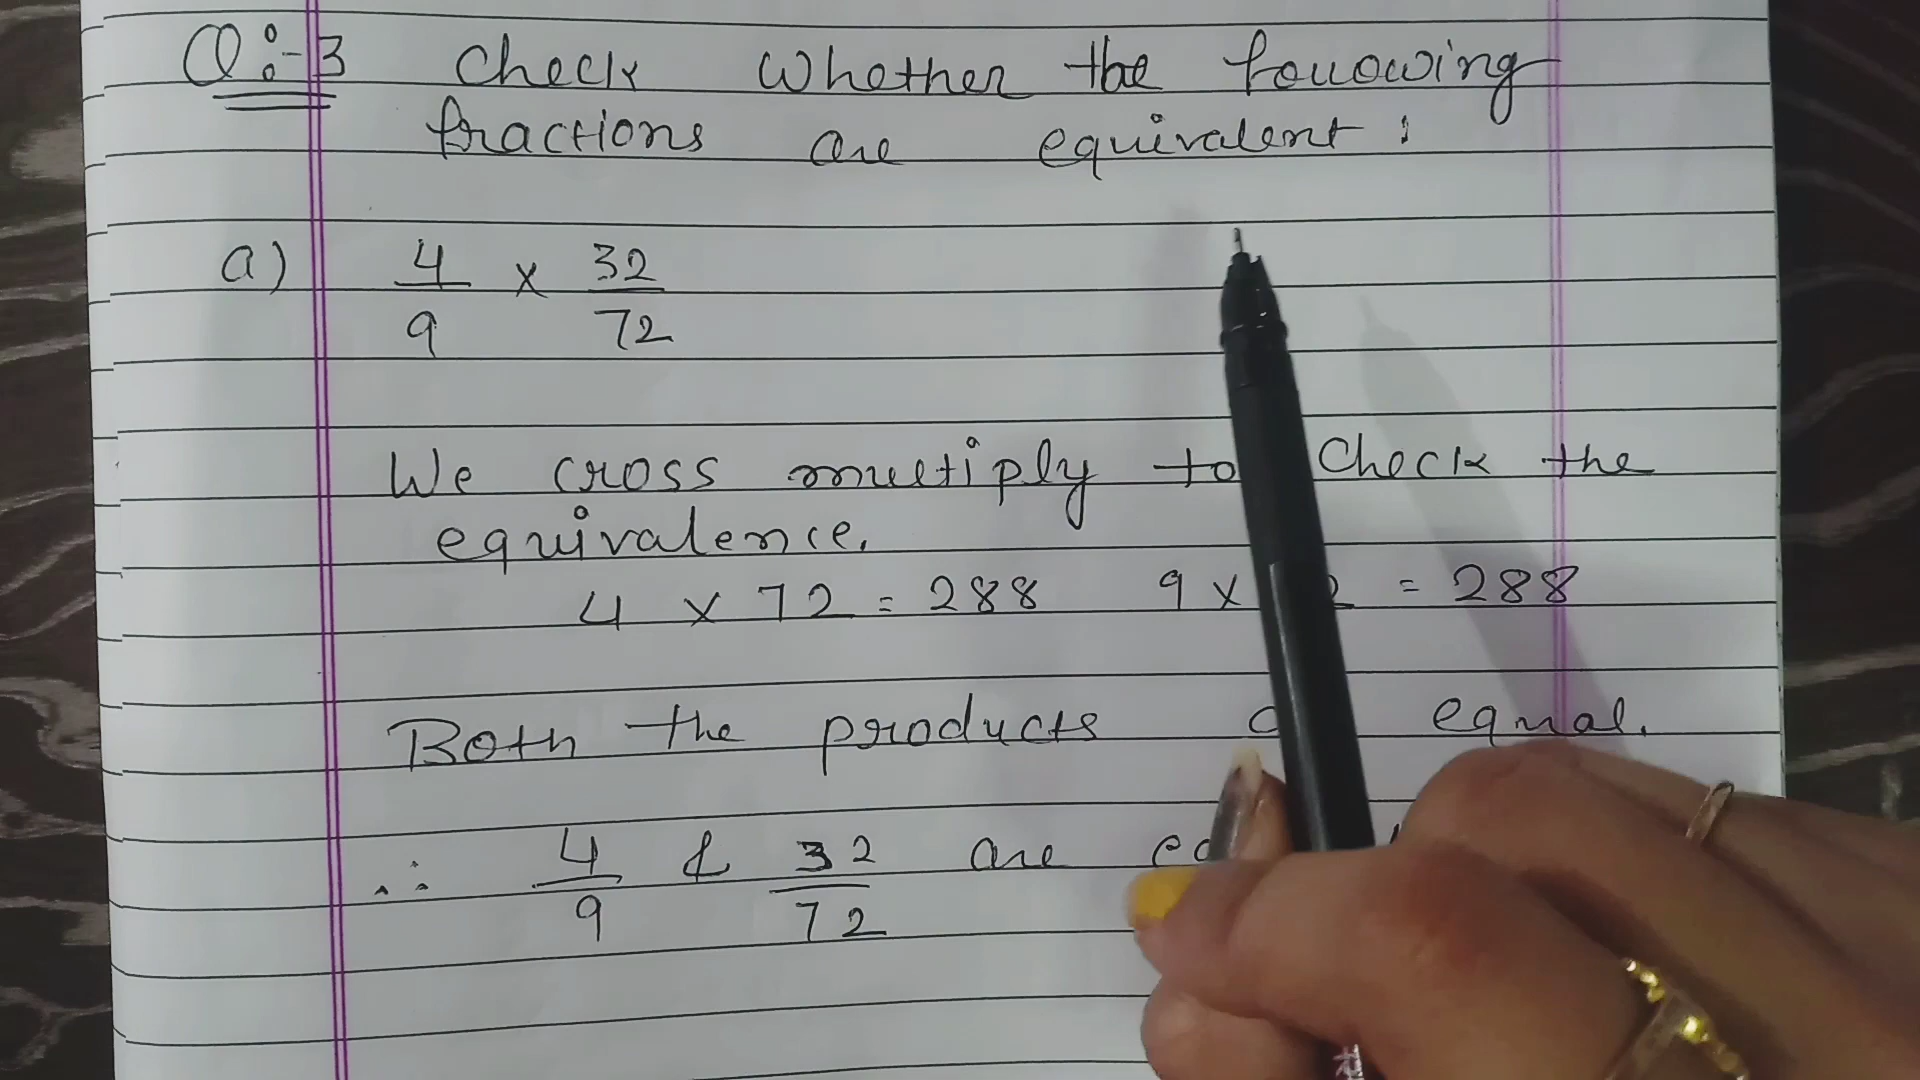 Q:-3 Check Whether the following
fractions are equivalent:
a) 4/9 × 32/72
We cross multiply to check the
equivalence.
4 × 72 = 288 9 × 2 = 288
Both the products equal.
∴ 4/9 & 32/72 are